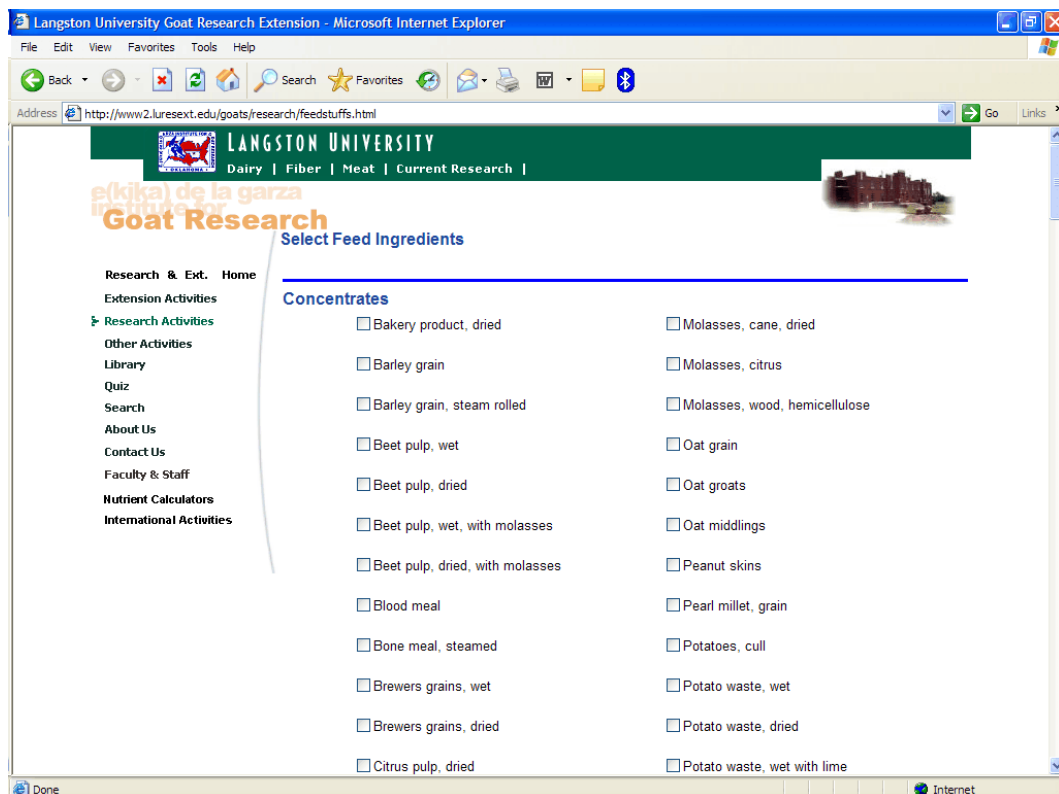 Langston University Goat Research Extension - Microsoft Internet Explorer
File Edit View Favorites Tools Help
Back Search Favorites
Address http://www2.luresext.edu/goats/research/feedstuffs.html Go Links
LANGSTON UNIVERSITY
Dairy | Fiber | Meat | Current Research |
e(kika) de la garza
institute for
Goat Research
Select Feed Ingredients
Research & Ext. Home
Extension Activities
Research Activities
Other Activities
Library
Quiz
Search
About Us
Contact Us
Faculty & Staff
Nutrient Calculators
International Activities
Concentrates
Bakery product, dried
Barley grain
Barley grain, steam rolled
Beet pulp, wet
Beet pulp, dried
Beet pulp, wet, with molasses
Beet pulp, dried, with molasses
Blood meal
Bone meal, steamed
Brewers grains, wet
Brewers grains, dried
Citrus pulp, dried
Molasses, cane, dried
Molasses, citrus
Molasses, wood, hemicellulose
Oat grain
Oat groats
Oat middlings
Peanut skins
Pearl millet, grain
Potatoes, cull
Potato waste, wet
Potato waste, dried
Potato waste, wet with lime
Done Internet